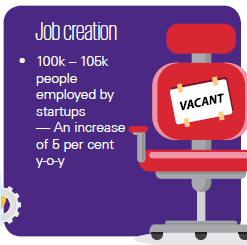 Job creation
• 100k – 105k
people
employed by
startups
— An increase
of 5 per cent
y-o-y
VACANT